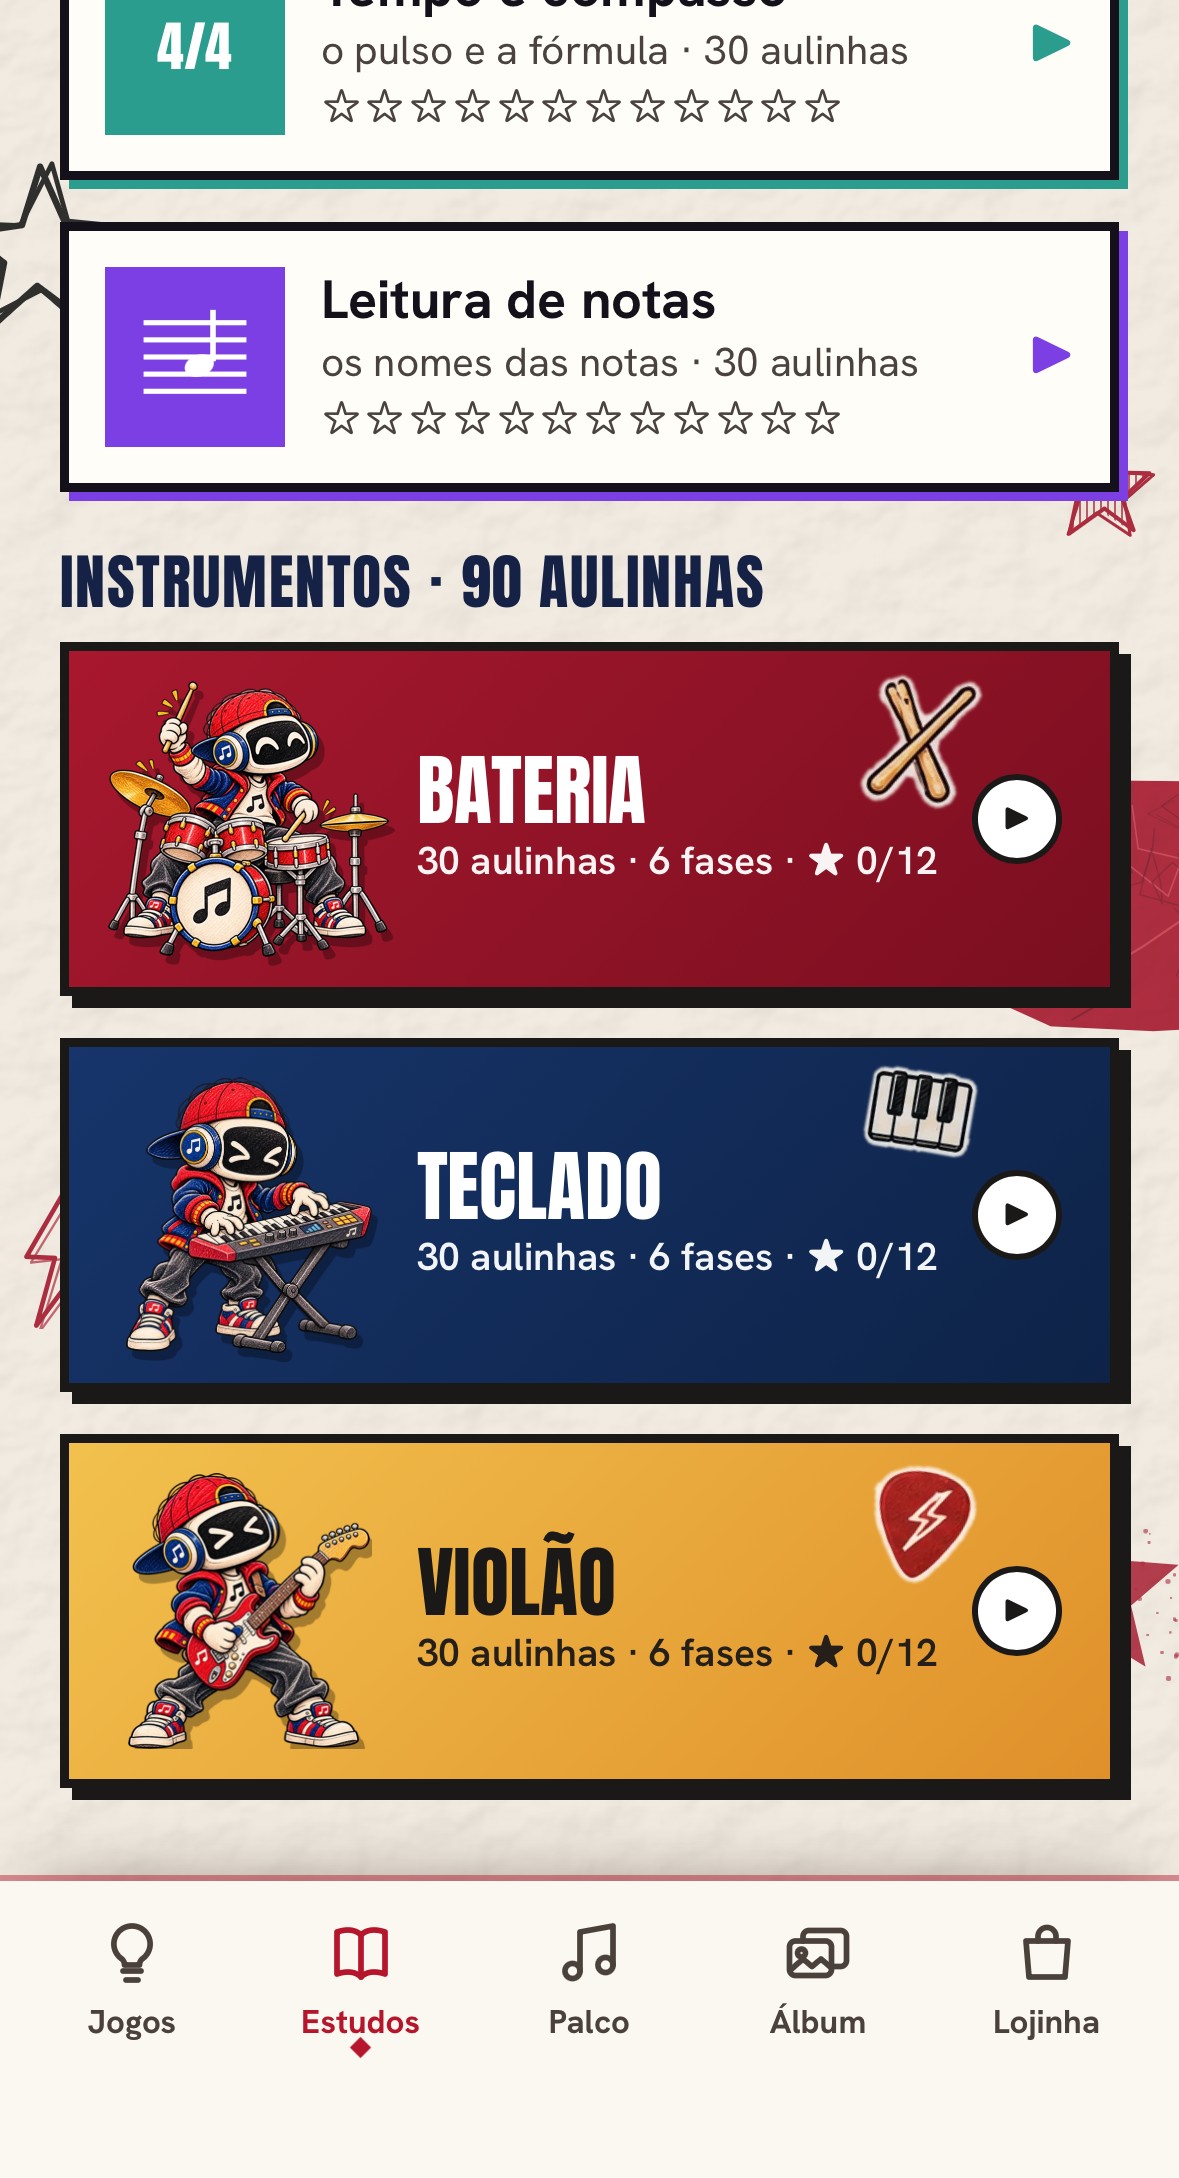 Tempo e compasso
4/4
o pulso e a fórmula · 30 aulinhas
Leitura de notas
os nomes das notas · 30 aulinhas
INSTRUMENTOS · 90 AULINHAS
BATERIA
30 aulinhas · 6 fases · ★ 0/12
TECLADO
30 aulinhas · 6 fases · ★ 0/12
VIOLÃO
30 aulinhas · 6 fases · ★ 0/12
Jogos
Estudos
Palco
Álbum
Lojinha